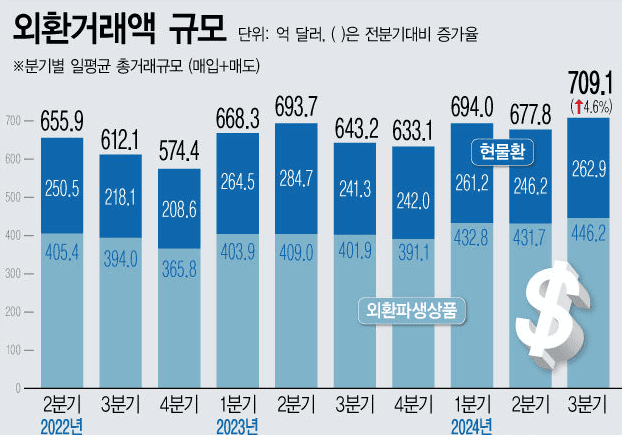 외환거래액 규모 단위: 억 달러, ( )은 전분기대비 증가율
※분기별 일평균 총거래규모 (매입+매도)
709.1
(⬆4.6%)
655.9 612.1 574.4 668.3 693.7 643.2 633.1 694.0 677.8
700
600
500
400
300
200
100
0
현물환
250.5 218.1 208.6 264.5 284.7 241.3 242.0 261.2 246.2 262.9
405.4 394.0 365.8 403.9 409.0 401.9 391.1 432.8 431.7 446.2
외환파생상품
$
2분기 3분기 4분기 1분기 2분기 3분기 4분기 1분기 2분기 3분기
2022년 2023년 2024년